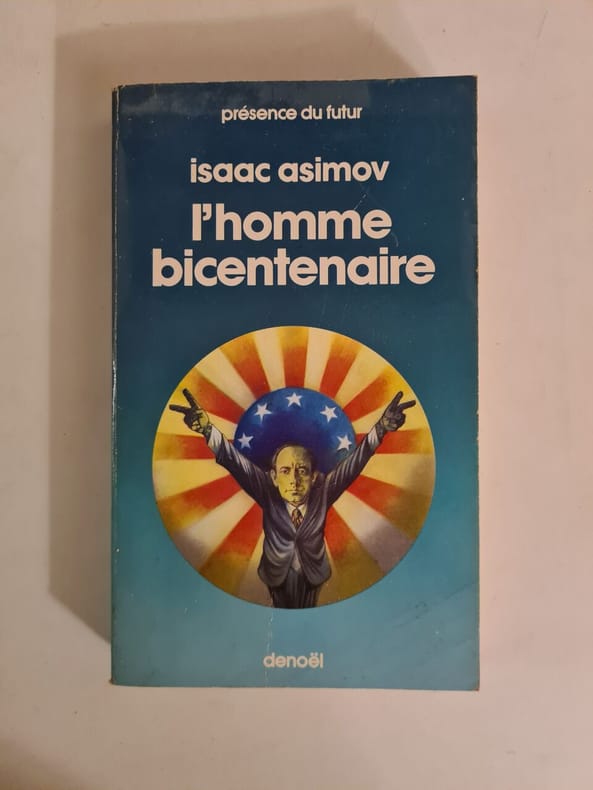 présence du futur
isaac asimov
l'homme
bicentenaire
denoël